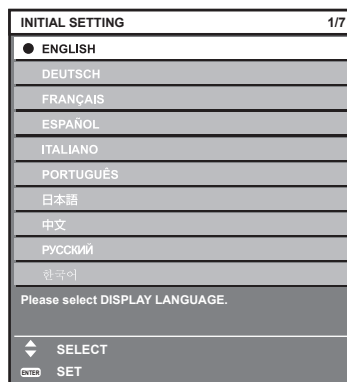 INITIAL SETTING 1/7
ENGLISH
DEUTSCH
FRANÇAIS
ESPAÑOL
ITALIANO
PORTUGUÊS
日本語
中文
РУССКИЙ
한국어
Please select DISPLAY LANGUAGE.
SELECT
ENTER SET